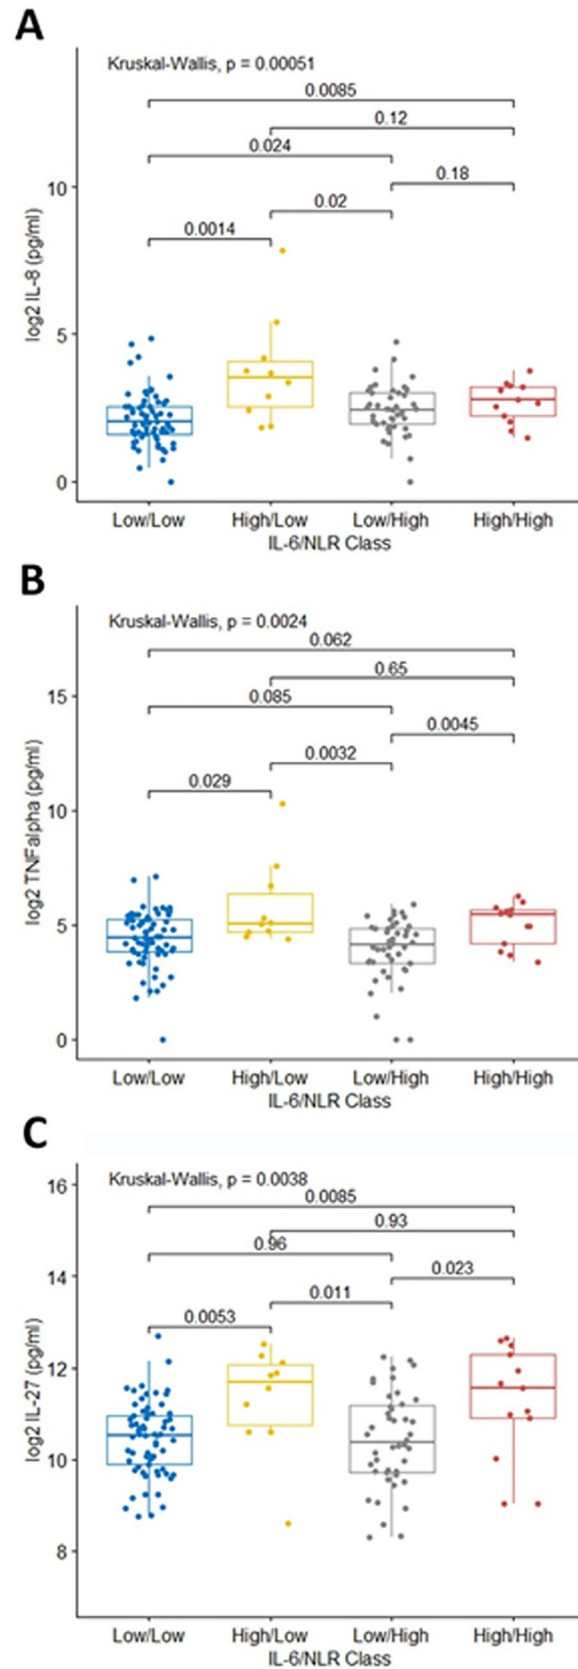 A
Kruskal-Wallis, p = 0.00051
0.0085
0.12
0.024
0.18
0.02
0.0014
10
5
0
log2 IL-8 (pg/ml)
Low/Low High/Low Low/High High/High
IL-6/NLR Class
B
Kruskal-Wallis, p = 0.0024
0.062
0.65
0.085
0.0045
0.0032
0.029
15
10
5
0
log2 TNFalpha (pg/ml)
Low/Low High/Low Low/High High/High
IL-6/NLR Class
C
Kruskal-Wallis, p = 0.0038
0.0085
0.93
0.96
0.023
0.011
0.0053
16
14
12
10
8
log2 IL-27 (pg/ml)
Low/Low High/Low Low/High High/High
IL-6/NLR Class